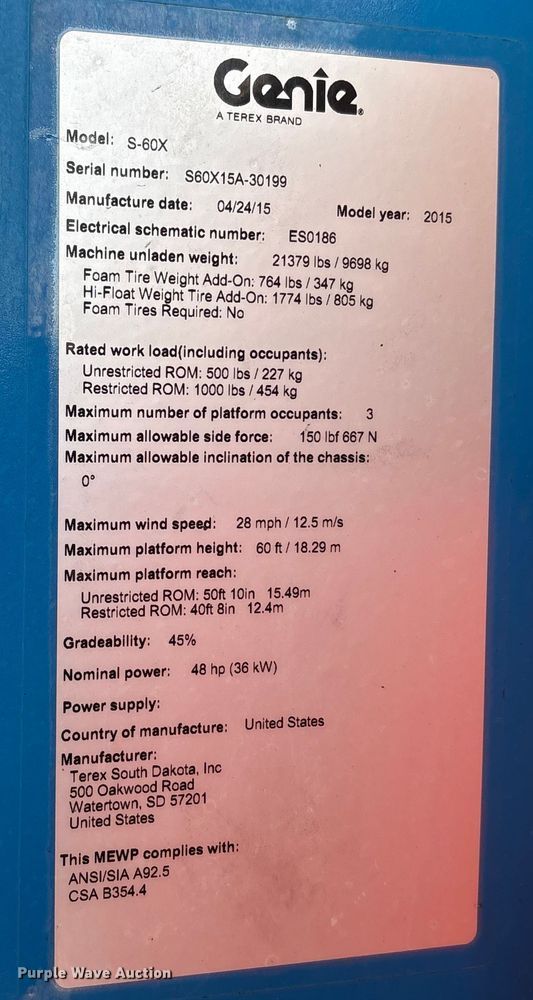 Genie®
A TEREX BRAND
Model: S-60X
Serial number: S60X15A-30199
Manufacture date: 04/24/15 Model year: 2015
Electrical schematic number: ES0186
Machine unladen weight: 21379 lbs / 9698 kg
Foam Tire Weight Add-On: 764 lbs / 347 kg
Hi-Float Weight Tire Add-On: 1774 lbs / 805 kg
Foam Tires Required: No
Rated work load(including occupants):
Unrestricted ROM: 500 lbs / 227 kg
Restricted ROM: 1000 lbs / 454 kg
Maximum number of platform occupants: 3
Maximum allowable side force: 150 lbf 667 N
Maximum allowable inclination of the chassis:
0°
Maximum wind speed: 28 mph / 12.5 m/s
Maximum platform height: 60 ft / 18.29 m
Maximum platform reach:
Unrestricted ROM: 50ft 10in 15.49m
Restricted ROM: 40ft 8in 12.4m
Gradeability: 45%
Nominal power: 48 hp (36 kW)
Power supply:
Country of manufacture: United States
Manufacturer:
Terex South Dakota, Inc
500 Oakwood Road
Watertown, SD 57201
United States
This MEWP complies with:
ANSI/SIA A92.5
CSA B354.4
Purple Wave Auction